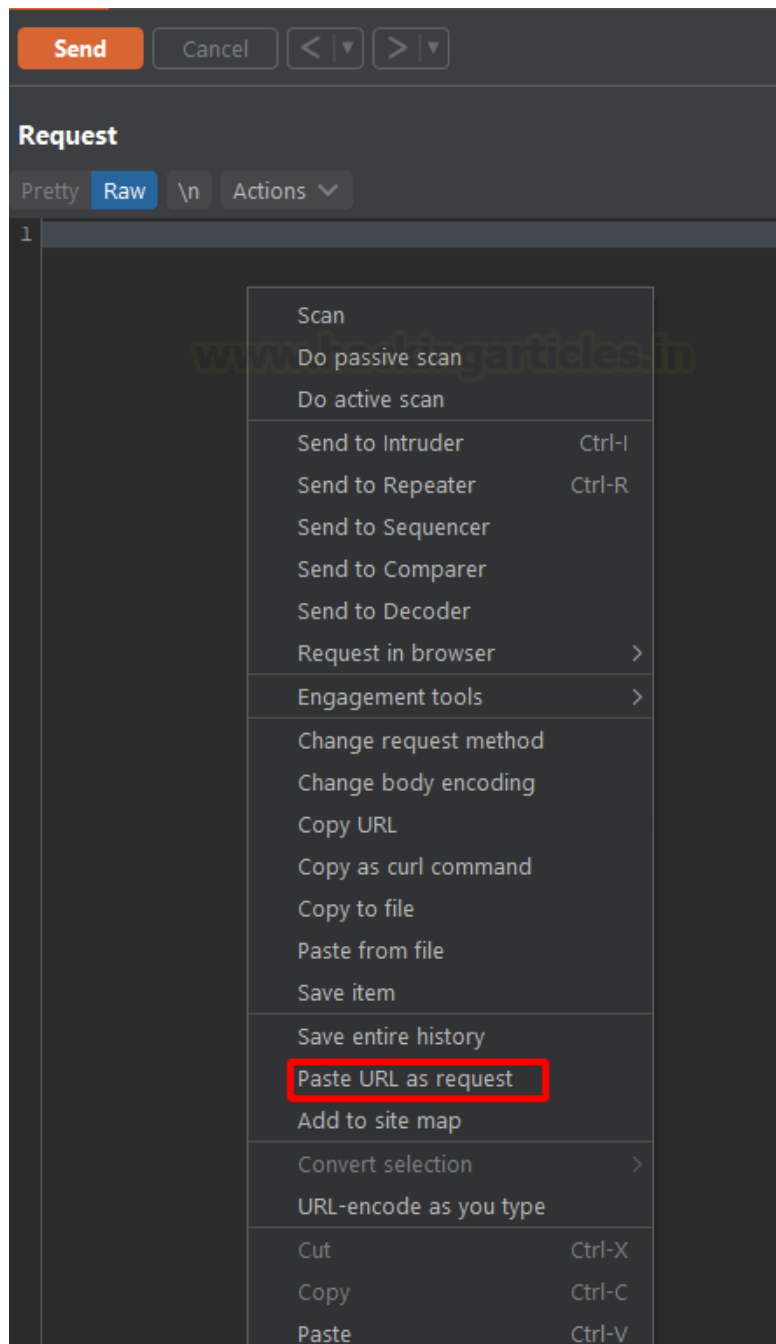 Send Cancel < ▼ > ▼
Request
Pretty Raw \n Actions
1
Scan
www.hackingarticles.in
Do passive scan
Do active scan
Send to Intruder Ctrl-I
Send to Repeater Ctrl-R
Send to Sequencer
Send to Comparer
Send to Decoder
Request in browser >
Engagement tools >
Change request method
Change body encoding
Copy URL
Copy as curl command
Copy to file
Paste from file
Save item
Save entire history
Paste URL as request
Add to site map
Convert selection >
URL-encode as you type
Cut Ctrl-X
Copy Ctrl-C
Paste Ctrl-V